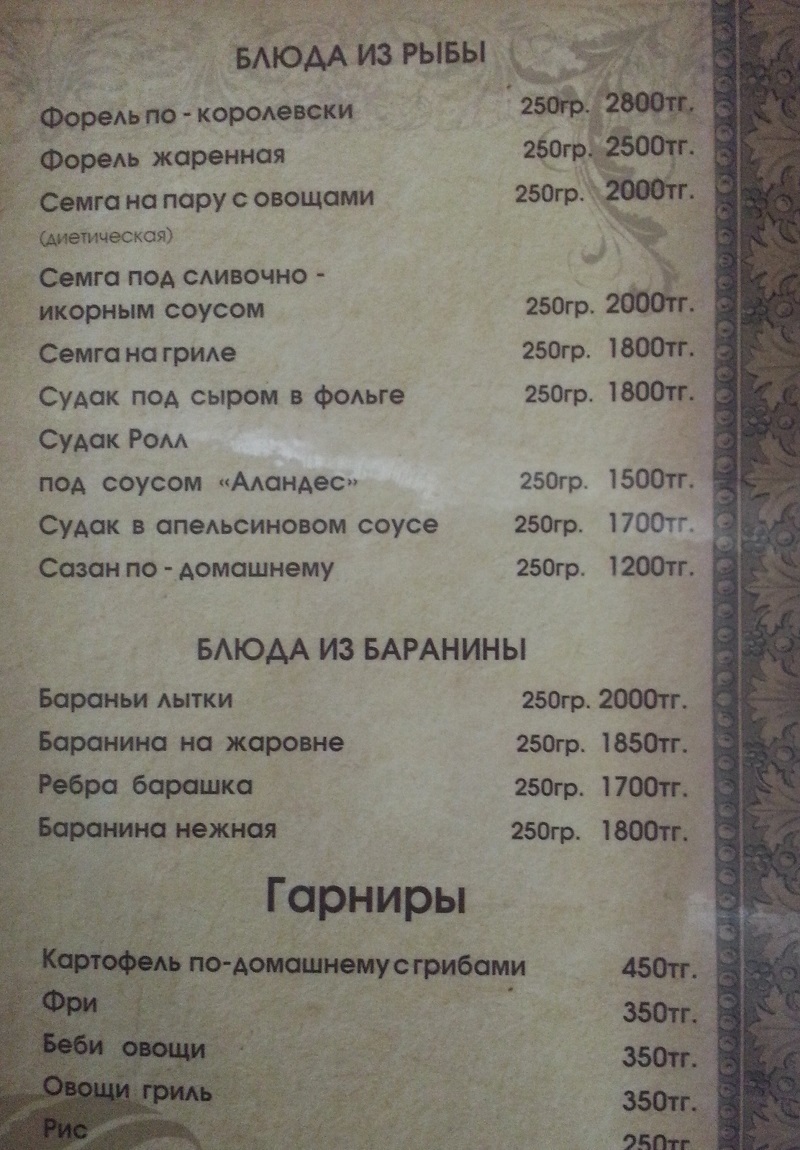 БЛЮДА ИЗ РЫБЫ
Форель по - королевски 250гр. 2800тг.
Форель жаренная 250гр. 2500тг.
Семга на пару с овощами 250гр. 2000тг.
(диетическая)
Семга под сливочно -
икорным соусом 250гр. 2000тг.
Семга на гриле 250гр. 1800тг.
Судак под сыром в фольге 250гр. 1800тг.
Судак Ролл
под соусом «Аландес» 250гр. 1500тг.
Судак в апельсиновом соусе 250гр. 1700тг.
Сазан по - домашнему 250гр. 1200тг.
БЛЮДА ИЗ БАРАНИНЫ
Бараньи лытки 250гр. 2000тг.
Баранина на жаровне 250гр. 1850тг.
Ребра барашка 250гр. 1700тг.
Баранина нежная 250гр. 1800тг.
Гарниры
Картофель по-домашнему с грибами 450тг.
Фри 350тг.
Беби овощи 350тг.
Овощи гриль 350тг.
Рис 250тг.